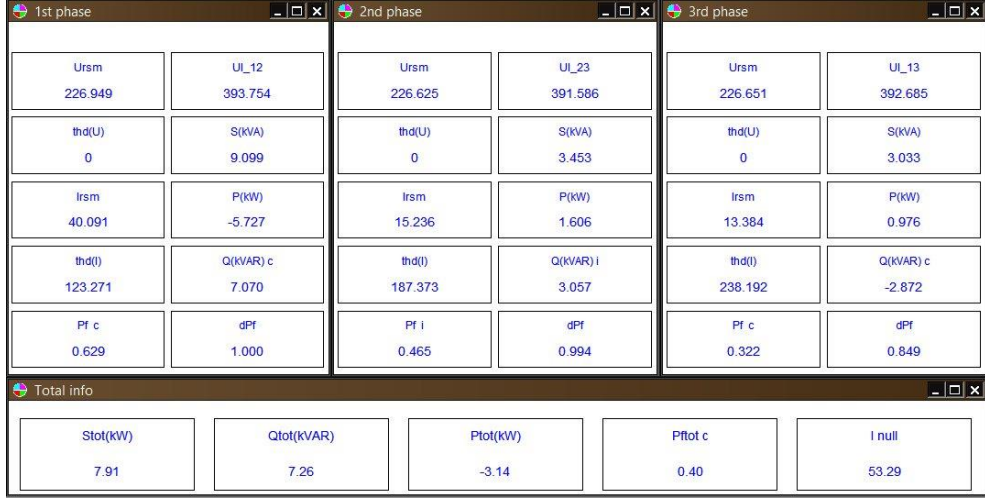 1st phase
Ursm
226.949
UI_12
393.754
thd(U)
0
S(kVA)
9.099
Irsm
40.091
P(kW)
-5.727
thd(I)
123.271
Q(kVAR) c
7.070
Pf c
0.629
dPf
1.000
2nd phase
Ursm
226.625
UI_23
391.586
thd(U)
0
S(kVA)
3.453
Irsm
15.236
P(kW)
1.606
thd(I)
187.373
Q(kVAR) i
3.057
Pf i
0.465
dPf
0.994
3rd phase
Ursm
226.651
UI_13
392.685
thd(U)
0
S(kVA)
3.033
Irsm
13.384
P(kW)
0.976
thd(I)
238.192
Q(kVAR) c
-2.872
Pf c
0.322
dPf
0.849
Total info
Stot(kW)
7.91
Qtot(kVAR)
7.26
Ptot(kW)
-3.14
Pftot c
0.40
I null
53.29